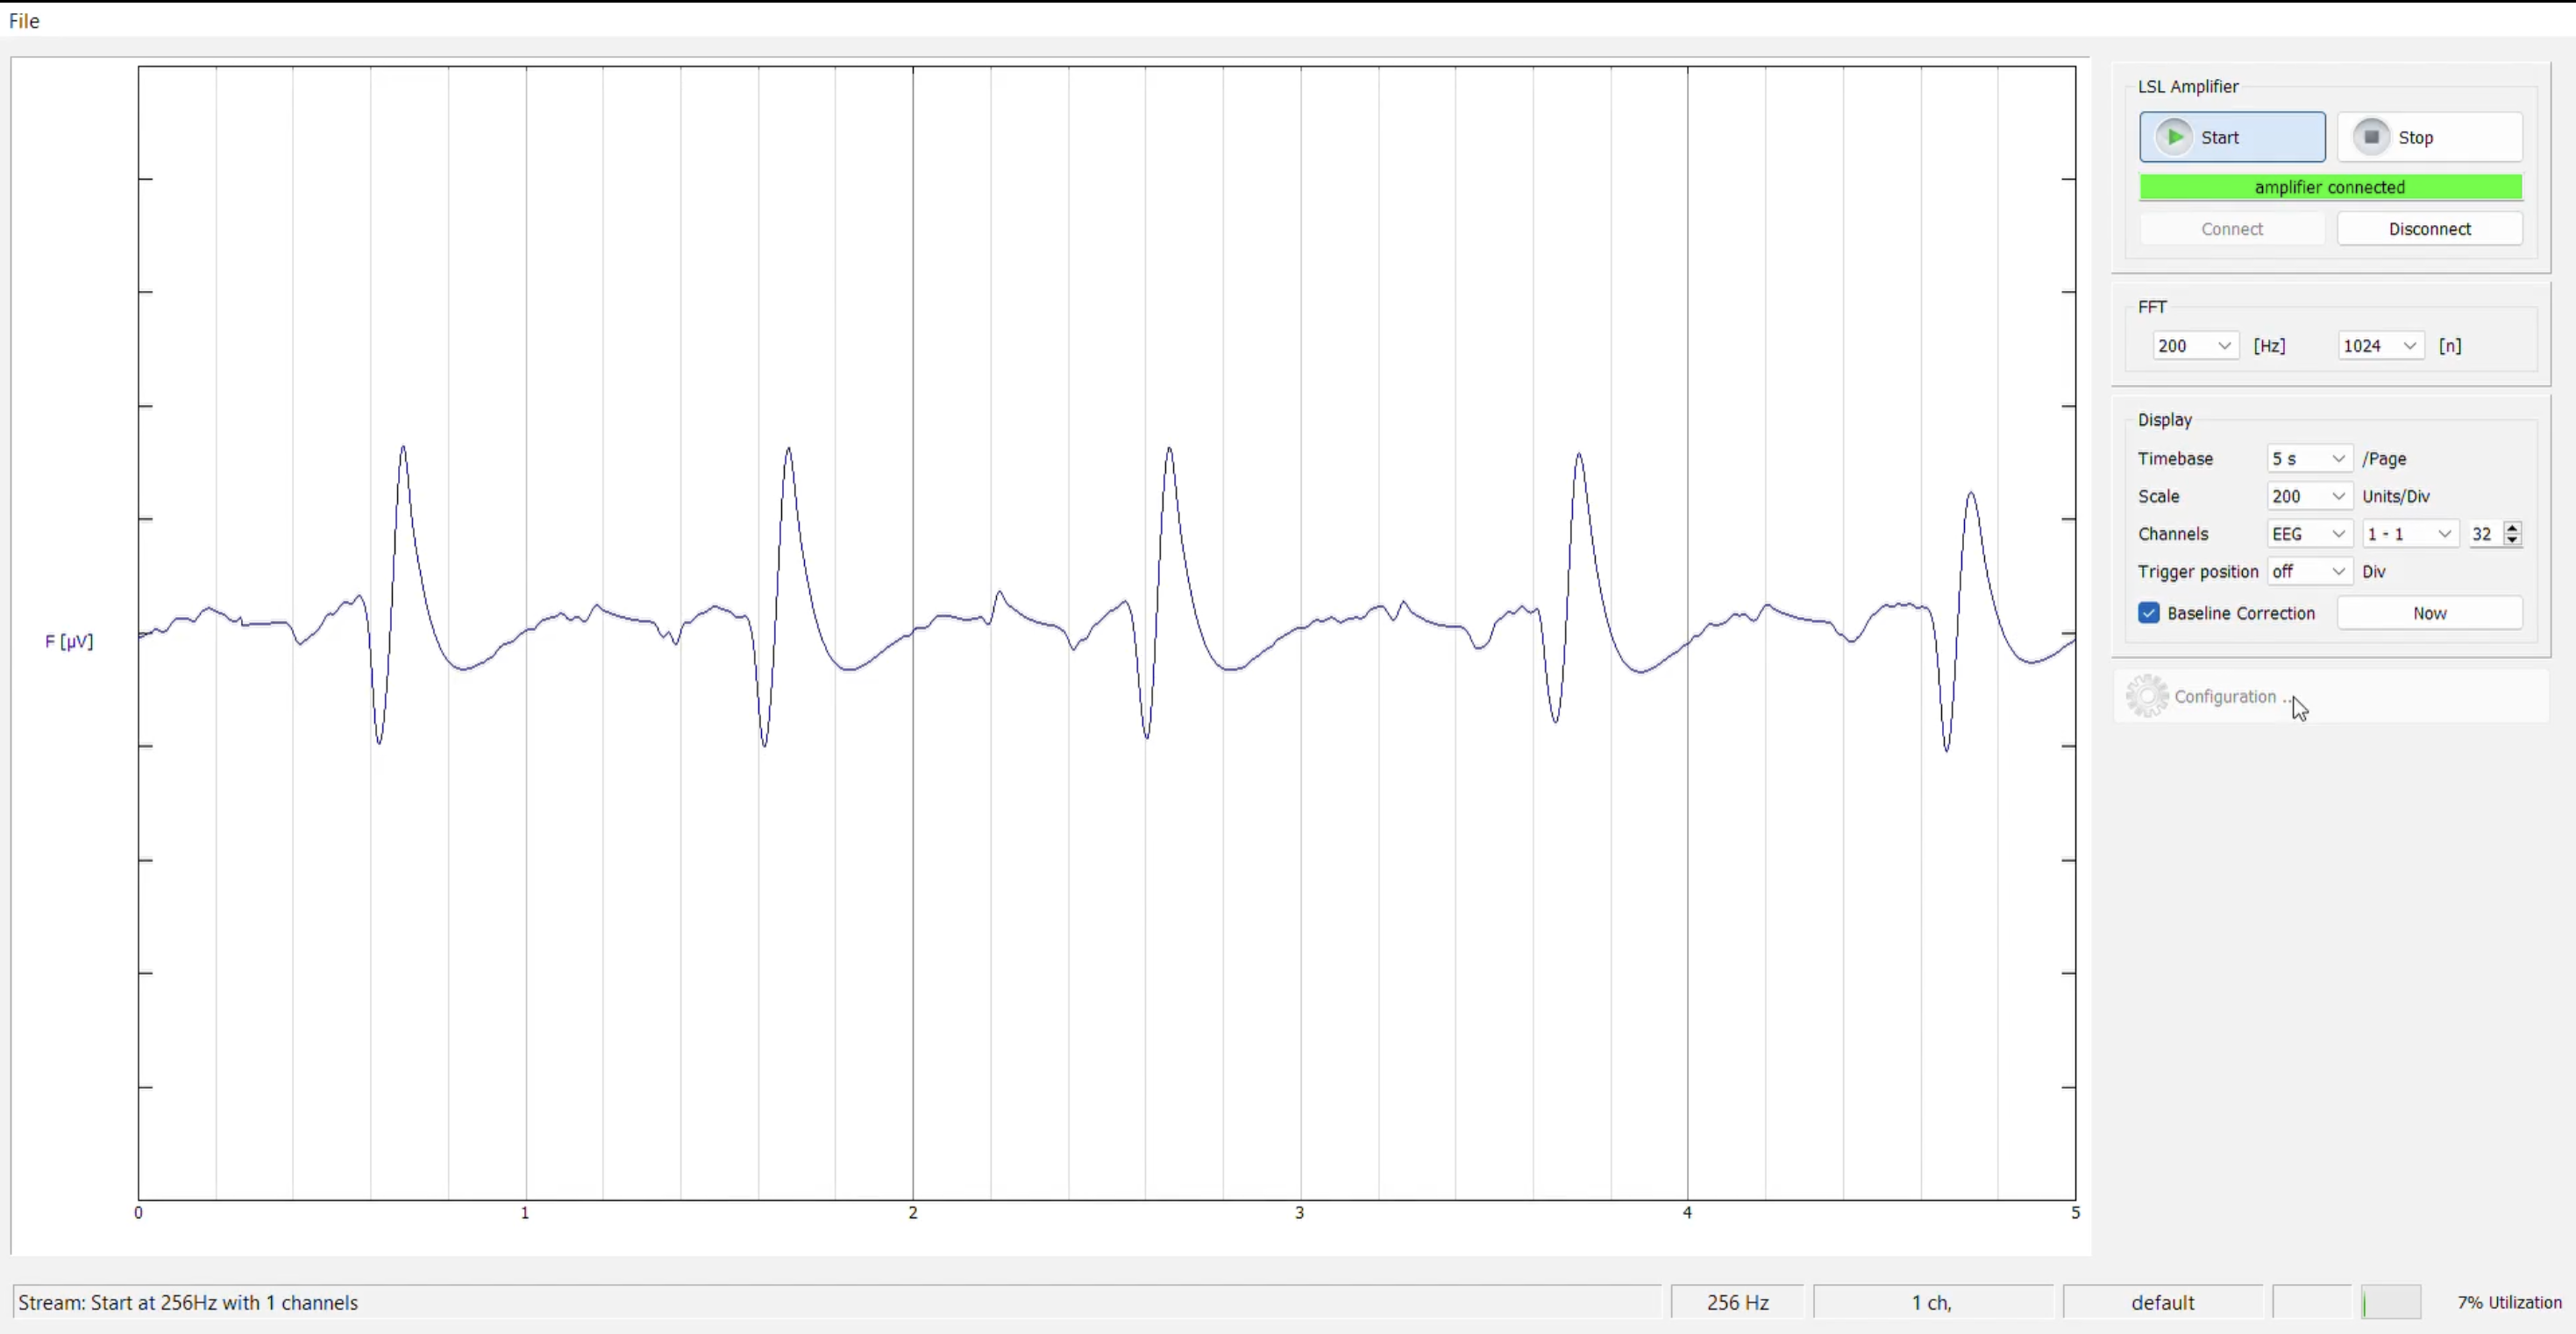 File
LSL Amplifier
Start Stop
amplifier connected
Connect Disconnect
FFT
200 [Hz] 1024 [n]
Display
Timebase 5 s /Page
Scale 200 Units/Div
Channels EEG 1 - 1 32
Trigger position off Div
Baseline Correction Now
Configuration ..
F [µV]
0 1 2 3 4 5
Stream: Start at 256Hz with 1 channels 256 Hz 1 ch, default 7% Utilization